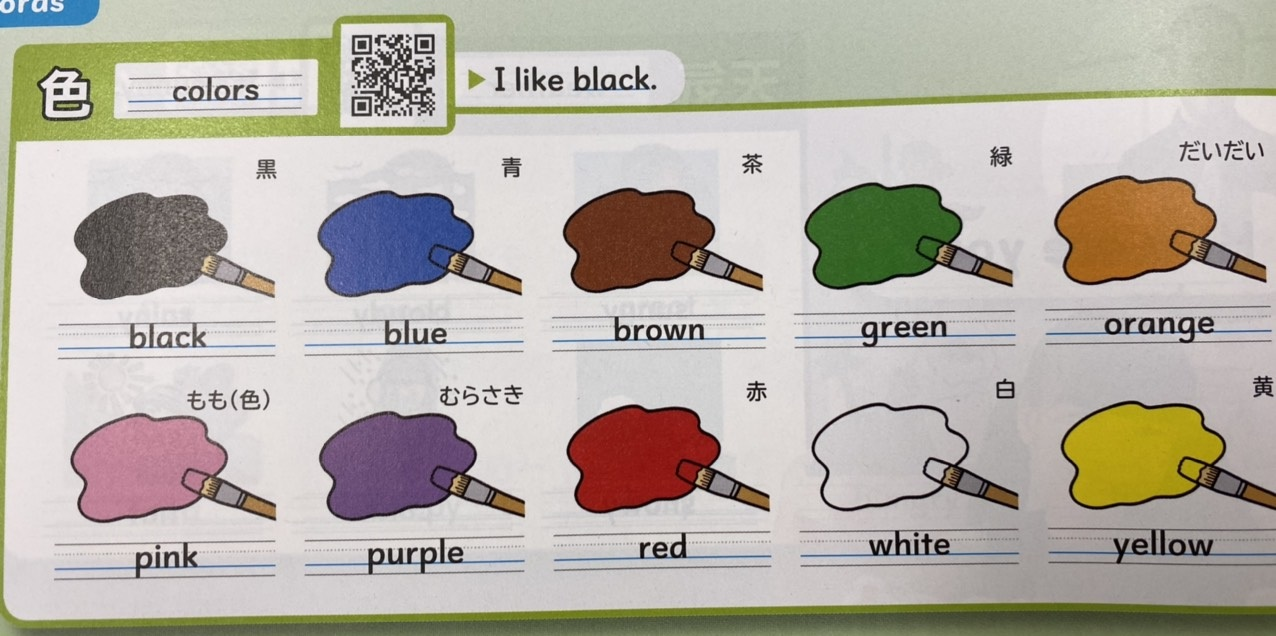 ords
色 colors ▶ I like black.
黒 青 茶 緑 だいだい
black blue brown green orange
もも(色) むらさき 赤 白 黄
pink purple red white yellow